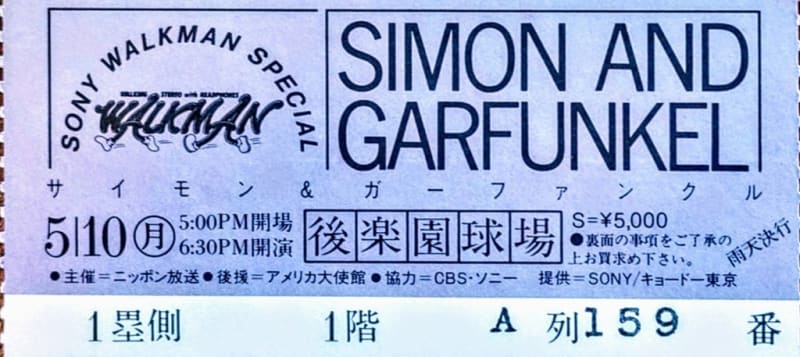 SONY WALKMAN SPECIAL
WALKING STEREO with HEADPHONES
WALKMAN
SIMON AND
GARFUNKEL
サイモン&ガーファンクル
5|10(月) 5:00PM開場
6:30PM開演
後楽園球場
S=¥5,000
●裏面の事項をご了承の
上お買求め下さい。
雨天決行
●主催=ニッポン放送●後援=アメリカ大使館●協力=CBS・ソニー 提供=SONY/キョードー東京
1塁側 1階 A 列159 番